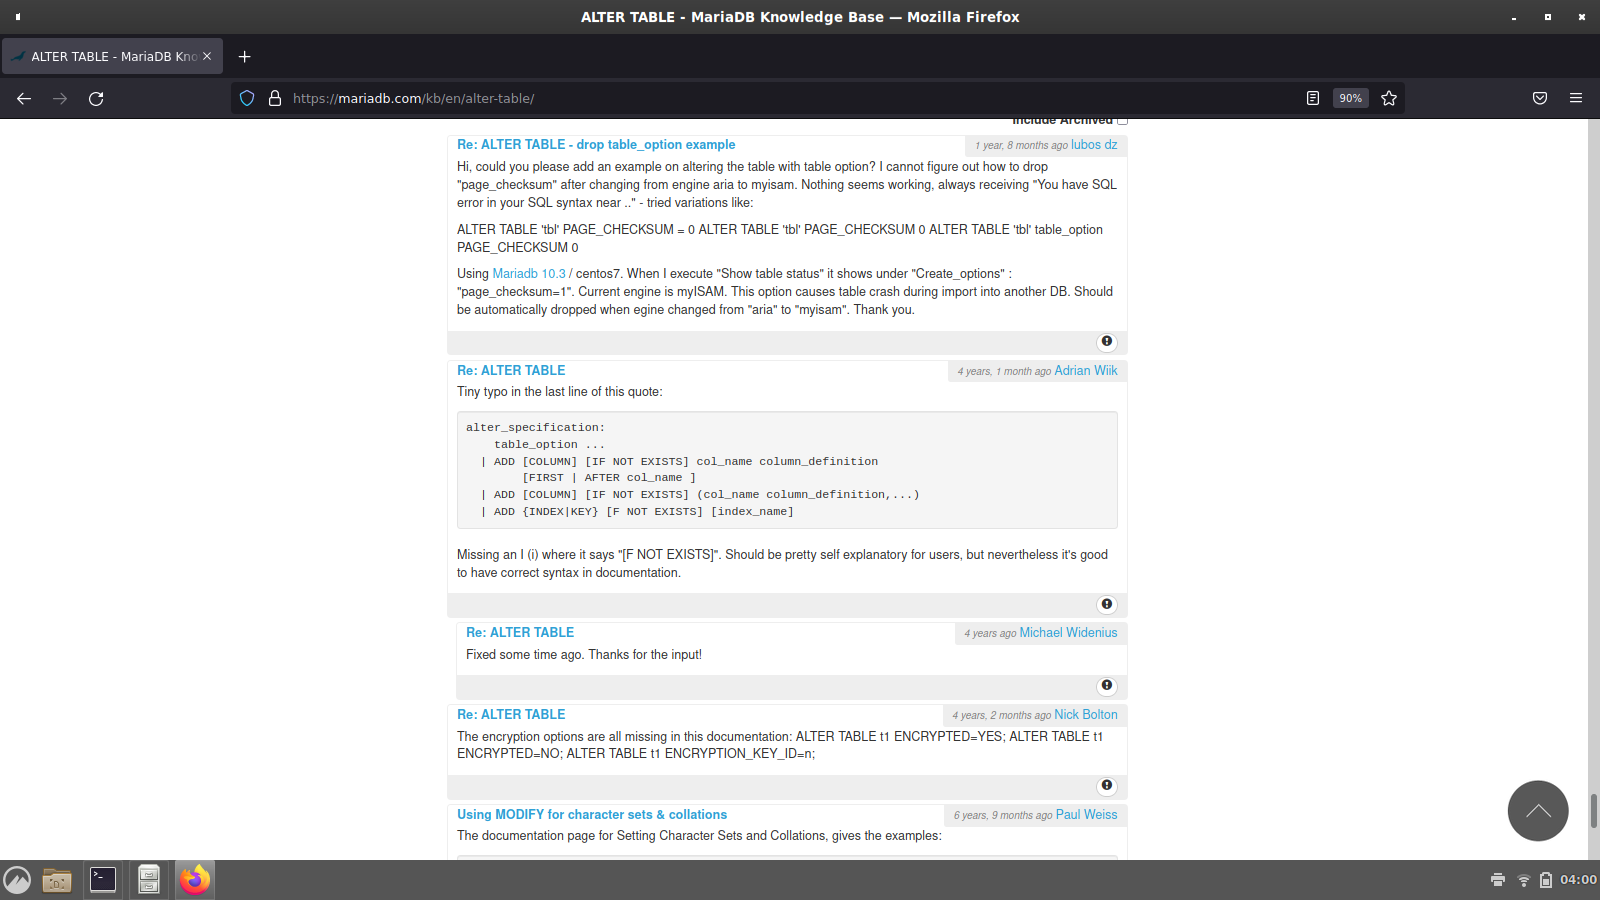 ALTER TABLE - MariaDB Knowledge Base — Mozilla Firefox
ALTER TABLE - MariaDB Kno
https://mariadb.com/kb/en/alter-table/
90%
Include Archived
Re: ALTER TABLE - drop table_option example
1 year, 8 months ago lubos dz
Hi, could you please add an example on altering the table with table option? I cannot figure out how to drop
"page_checksum" after changing from engine aria to myisam. Nothing seems working, always receiving "You have SQL
error in your SQL syntax near .." - tried variations like:
ALTER TABLE 'tbl' PAGE_CHECKSUM = 0 ALTER TABLE 'tbl' PAGE_CHECKSUM 0 ALTER TABLE 'tbl' table_option
PAGE_CHECKSUM 0
Using Mariadb 10.3 / centos7. When I execute "Show table status" it shows under "Create_options" :
"page_checksum=1". Current engine is myISAM. This option causes table crash during import into another DB. Should
be automatically dropped when egine changed from "aria" to "myisam". Thank you.
Re: ALTER TABLE
4 years, 1 month ago Adrian Wiik
Tiny typo in the last line of this quote:
alter_specification:
    table_option ...
  | ADD [COLUMN] [IF NOT EXISTS] col_name column_definition
        [FIRST | AFTER col_name ]
  | ADD [COLUMN] [IF NOT EXISTS] (col_name column_definition,...)
  | ADD {INDEX|KEY} [F NOT EXISTS] [index_name]
Missing an I (i) where it says "[F NOT EXISTS]". Should be pretty self explanatory for users, but nevertheless it's good
to have correct syntax in documentation.
Re: ALTER TABLE
4 years ago Michael Widenius
Fixed some time ago. Thanks for the input!
Re: ALTER TABLE
4 years, 2 months ago Nick Bolton
The encryption options are all missing in this documentation: ALTER TABLE t1 ENCRYPTED=YES; ALTER TABLE t1
ENCRYPTED=NO; ALTER TABLE t1 ENCRYPTION_KEY_ID=n;
Using MODIFY for character sets & collations
6 years, 9 months ago Paul Weiss
The documentation page for Setting Character Sets and Collations, gives the examples:
04:00